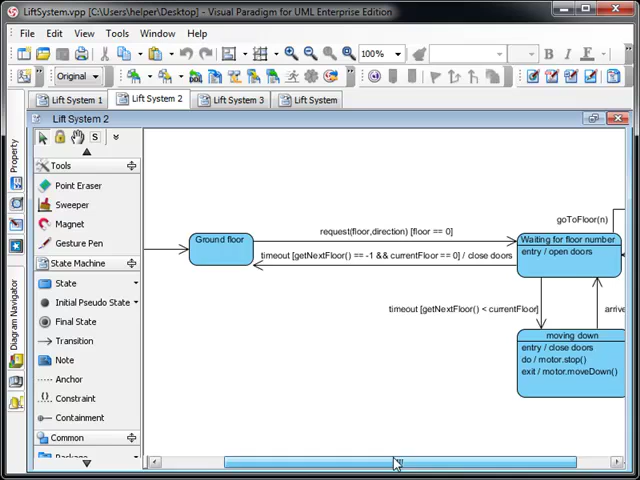 LiftSystem.vpp [C:\Users\helper\Desktop] - Visual Paradigm for UML Enterprise Edition
File Edit View Tools Window Help
100%
B I
Original
Lift System 1 Lift System 2 Lift System 3 Lift System
Lift System 2
Property
Diagram Navigator
S
Tools
Point Eraser
Sweeper
Magnet
Gesture Pen
State Machine
State
Initial Pseudo State
Final State
Transition
Note
Anchor
Constraint
Containment
Common
Package
goToFloor(n)
request(floor,direction) [floor == 0]
Ground floor
Waiting for floor number
entry / open doors
timeout [getNextFloor() == -1 && currentFloor == 0] / close doors
timeout [getNextFloor() < currentFloor]
arrive
moving down
entry / close doors
do / motor.stop()
exit / motor.moveDown()